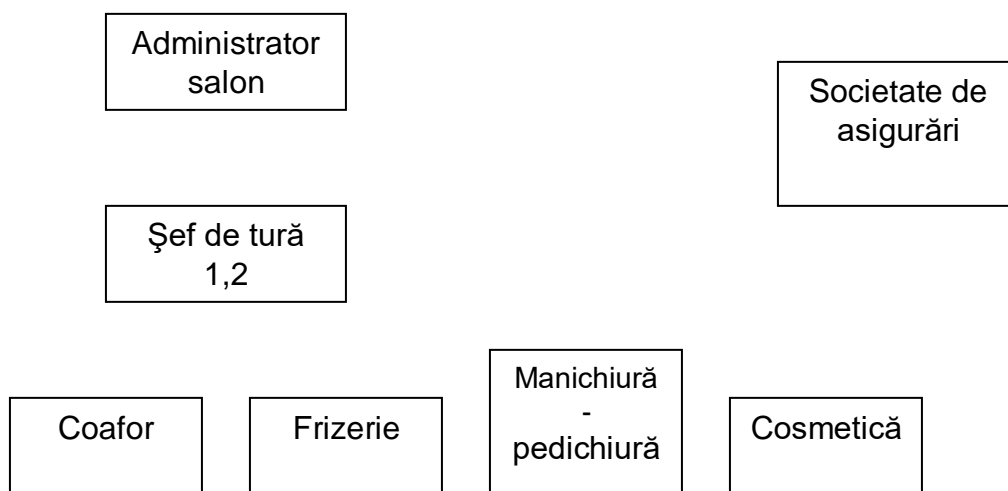 Administrator
salon
Societate de
asigurări
Şef de tură
1,2
Manichiură
-
pedichiură
Coafor
Frizerie
Cosmetică